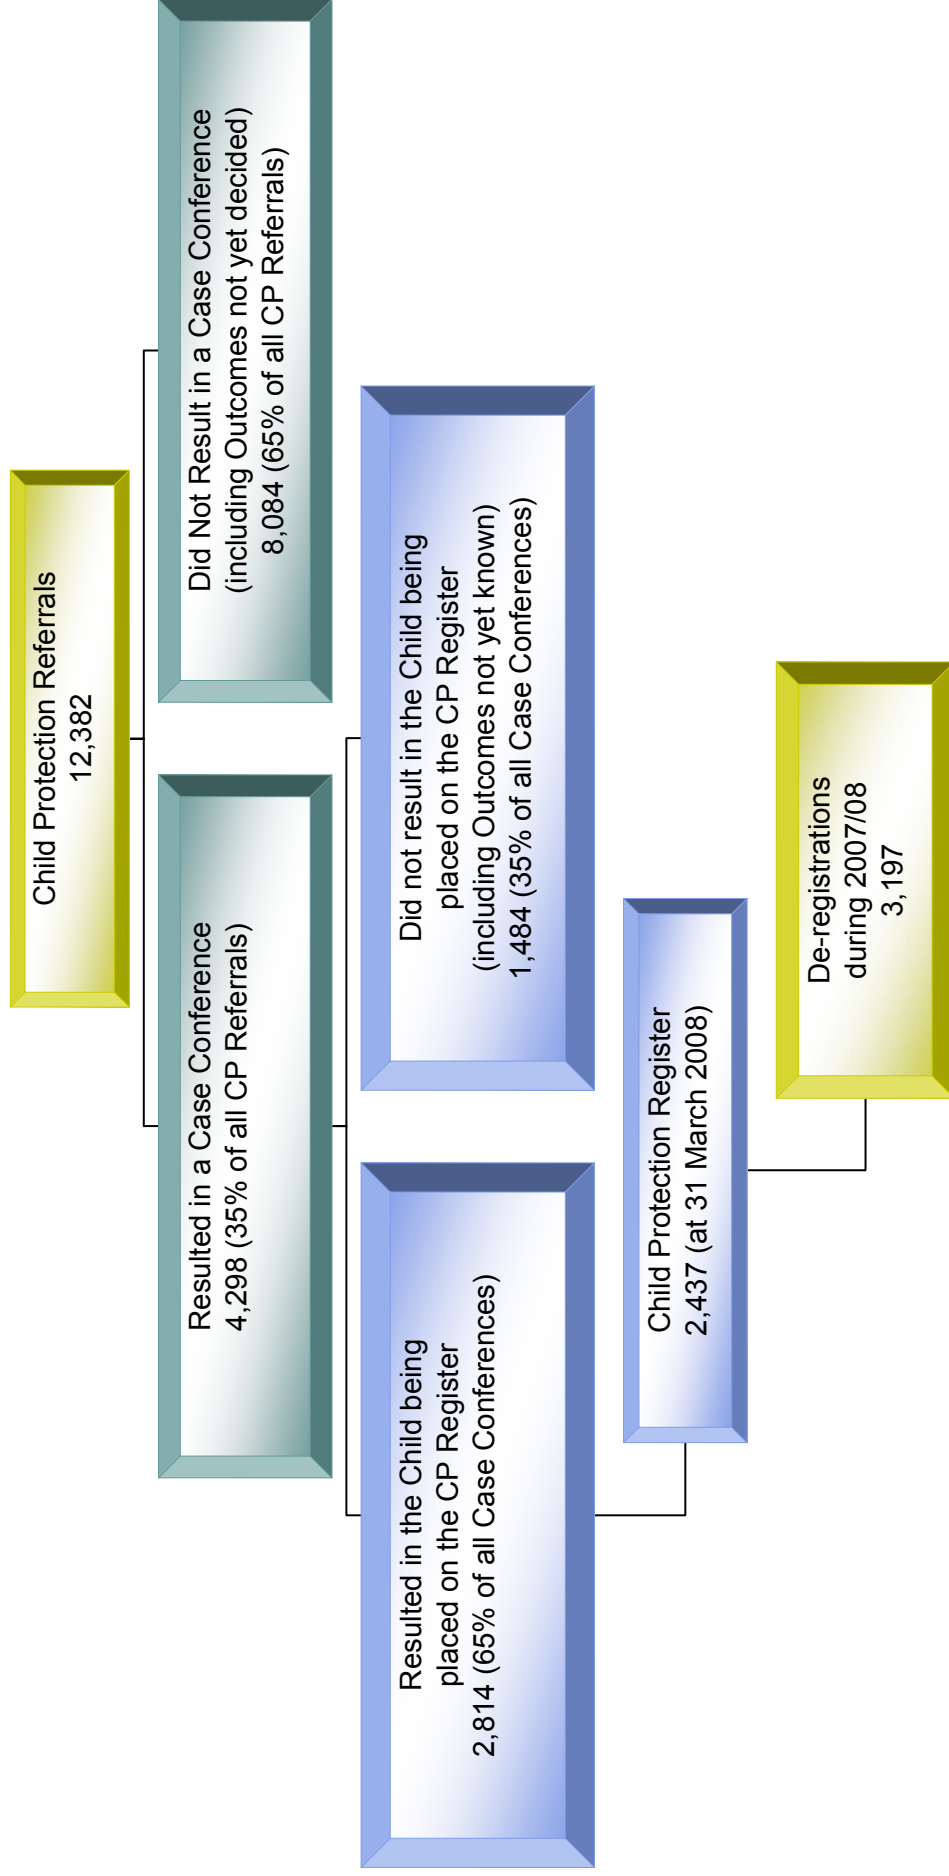 Child Protection Referrals
12,382
Resulted in a Case Conference
4,298 (35% of all CP Referrals)
Did Not Result in a Case Conference
(including Outcomes not yet decided)
8,084 (65% of all CP Referrals)
Resulted in the Child being
placed on the CP Register
2,814 (65% of all Case Conferences)
Did not result in the Child being
placed on the CP Register
(including Outcomes not yet known)
1,484 (35% of all Case Conferences)
Child Protection Register
2,437 (at 31 March 2008)
De-registrations
during 2007/08
3,197